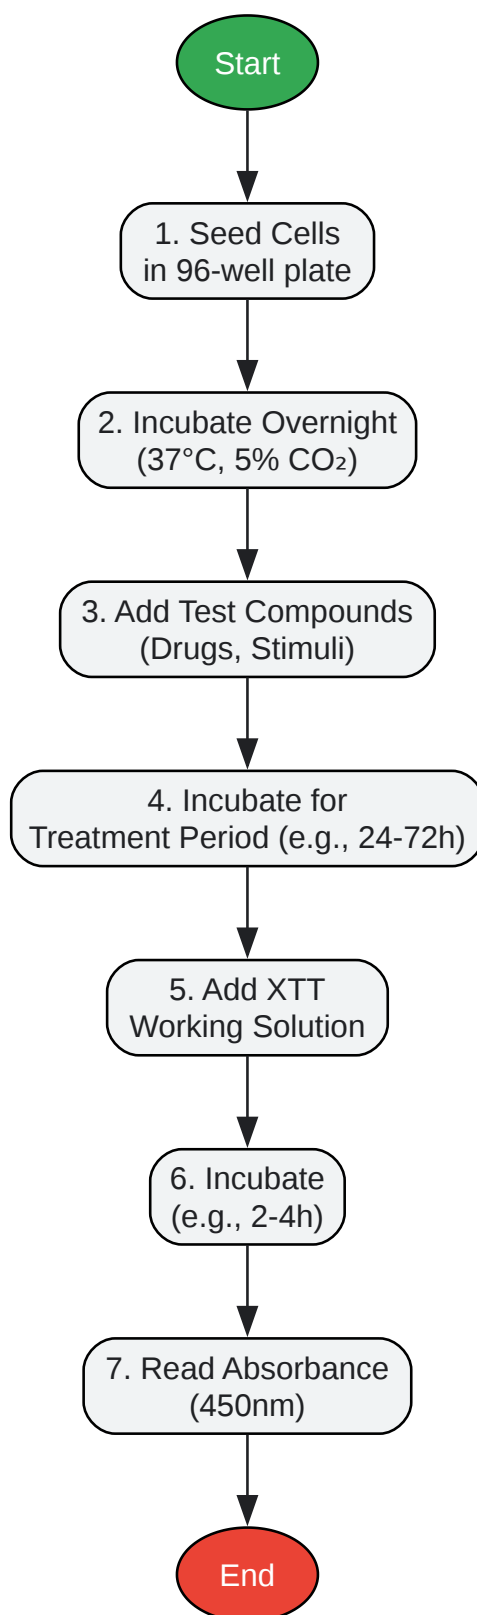 Start
1. Seed Cells
in 96-well plate
2. Incubate Overnight
(37°C, 5% CO₂)
3. Add Test Compounds
(Drugs, Stimuli)
4. Incubate for
Treatment Period (e.g., 24-72h)
5. Add XTT
Working Solution
6. Incubate
(e.g., 2-4h)
7. Read Absorbance
(450nm)
End